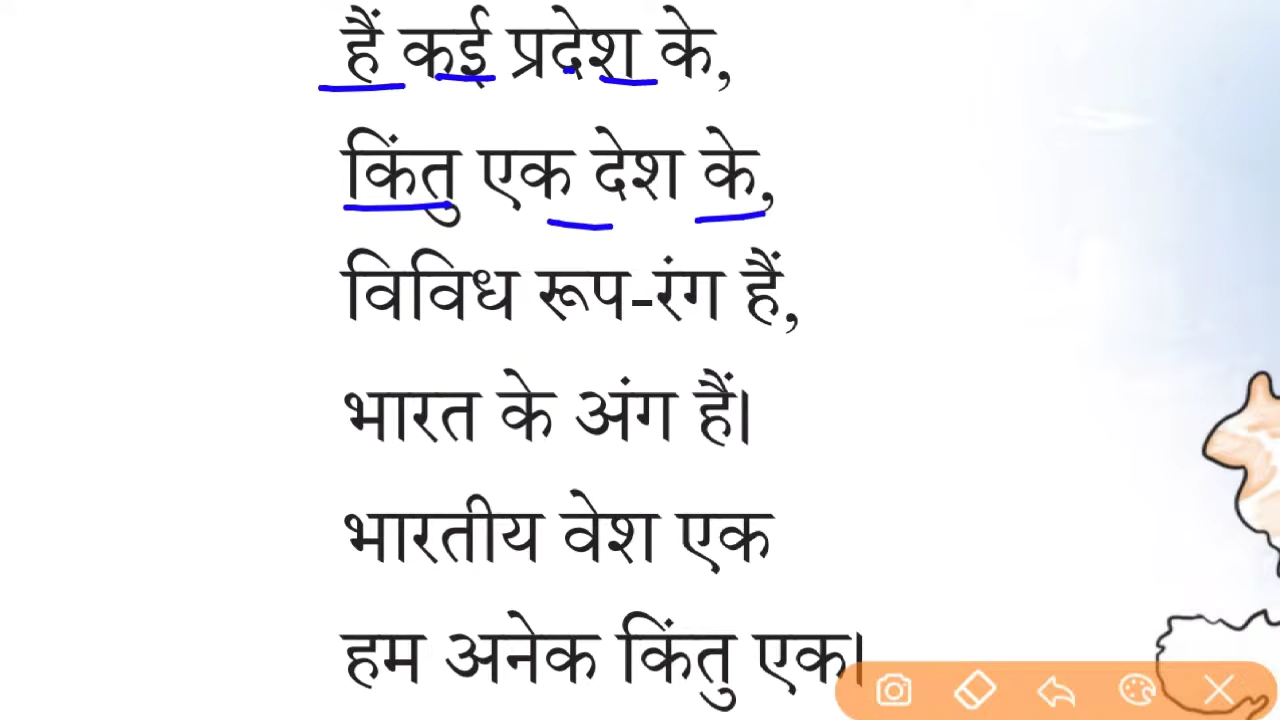 हैं कई प्रदेश के,
किंतु एक देश के,
विविध रूप-रंग हैं,
भारत के अंग हैं।
भारतीय वेश एक
हम अनेक किंतु एक।